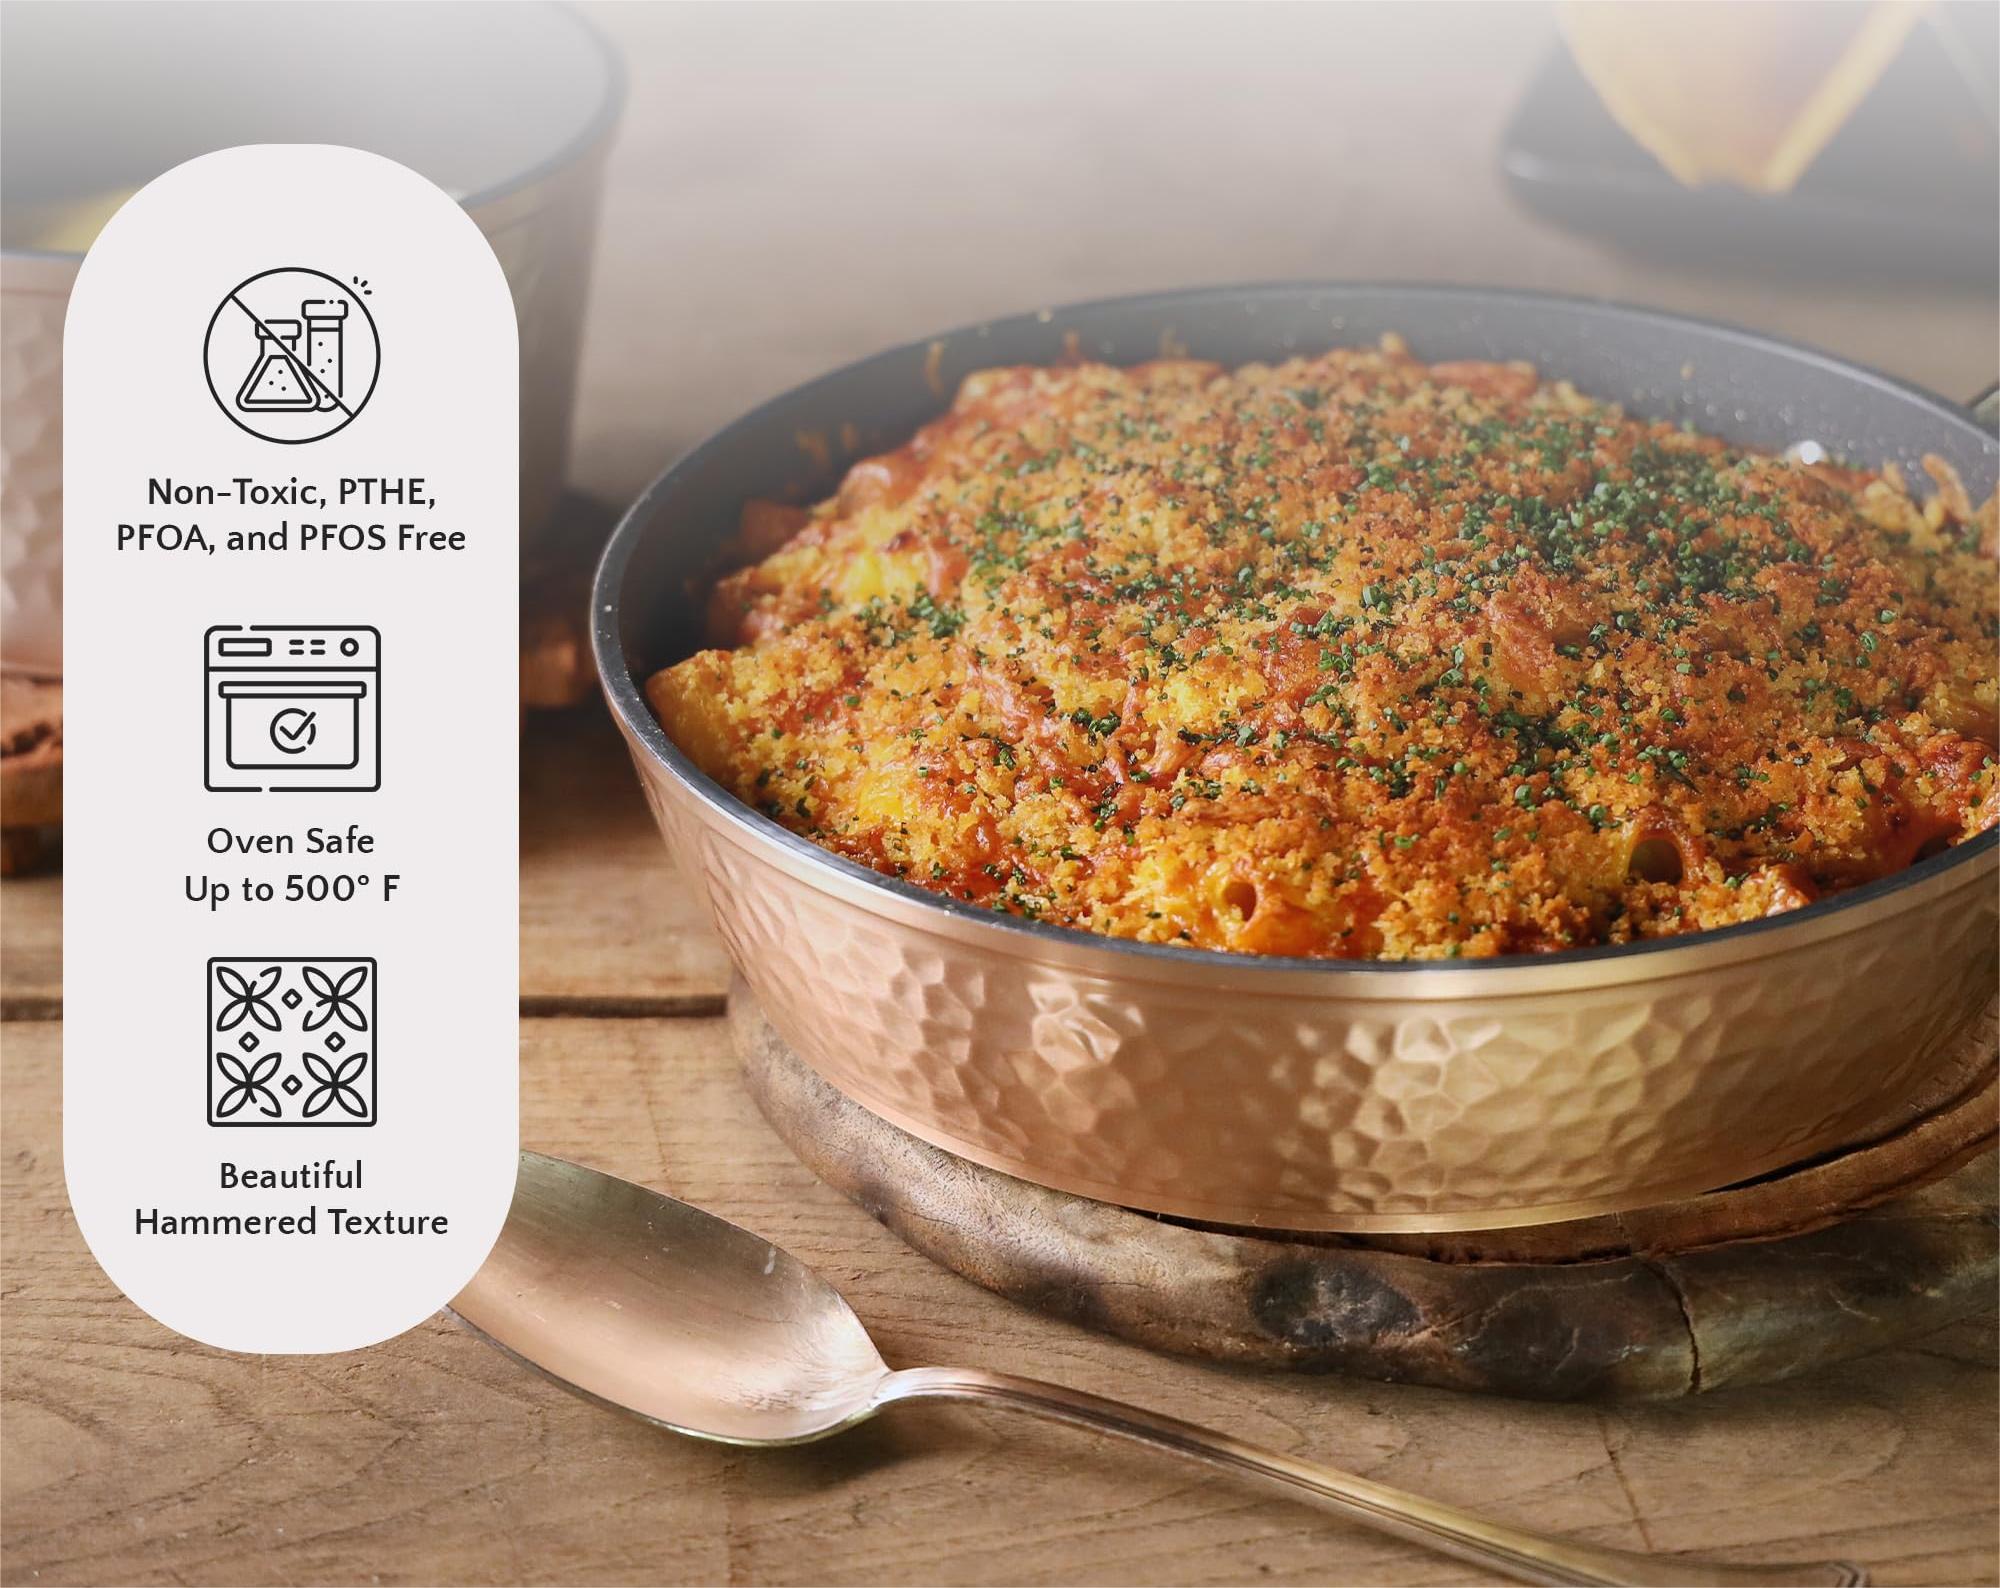 Non-Toxic, PTHE,
PFOA, and PFOS Free
Oven Safe
Up to 500° F
Beautiful
Hammered Texture